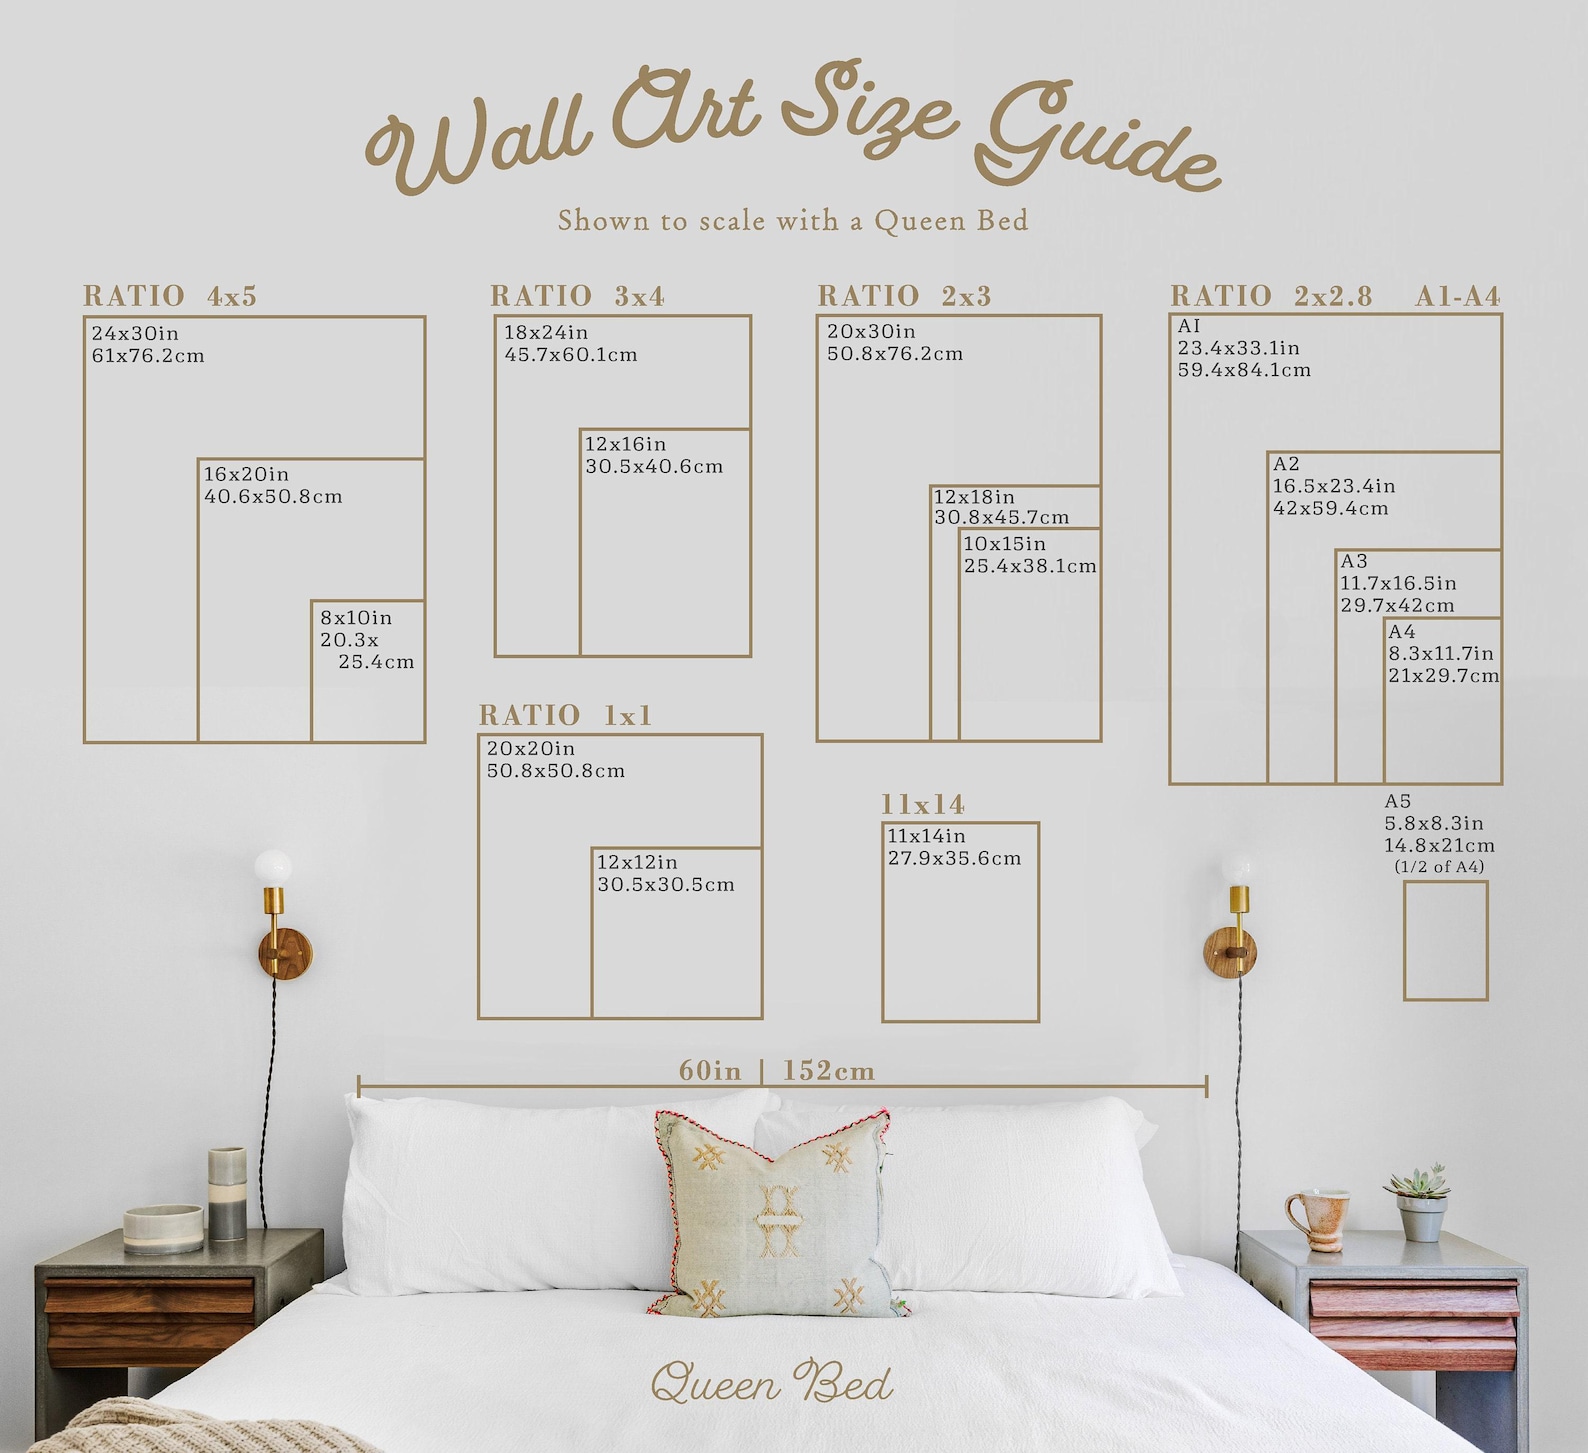 Wall Art Size Guide
Shown to scale with a Queen Bed
RATIO 4x5
24x30in
61x76.2cm
16x20in
40.6x50.8cm
8x10in
20.3x
25.4cm
RATIO 3x4
18x24in
45.7x60.1cm
12x16in
30.5x40.6cm
RATIO 2x3
20x30in
50.8x76.2cm
12x18in
30.8x45.7cm
10x15in
25.4x38.1cm
RATIO 2x2.8 A1-A4
A1
23.4x33.1in
59.4x84.1cm
A2
16.5x23.4in
42x59.4cm
A3
11.7x16.5in
29.7x42cm
A4
8.3x11.7in
21x29.7cm
RATIO 1x1
20x20in
50.8x50.8cm
12x12in
30.5x30.5cm
11x14
11x14in
27.9x35.6cm
A5
5.8x8.3in
14.8x21cm
(1/2 of A4)
60in | 152cm
Queen Bed